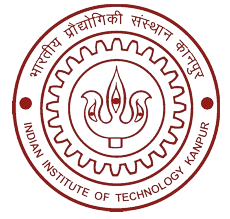 भारतीय प्रौद्योगिकी संस्थान कानपुर
INDIAN INSTITUTE OF TECHNOLOGY KANPUR